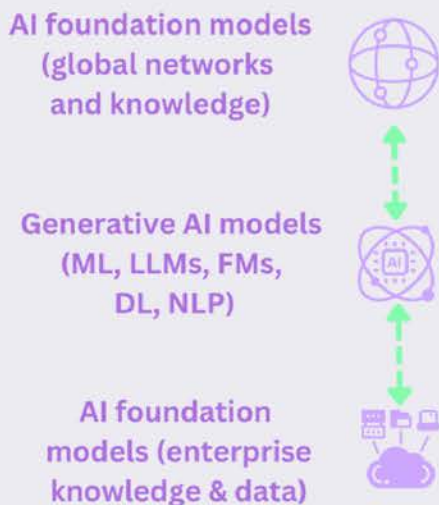 AI foundation models
(global networks
and knowledge)
Generative AI models
(ML, LLMs, FMs,
DL, NLP)
AI
AI foundation
models (enterprise
knowledge & data)